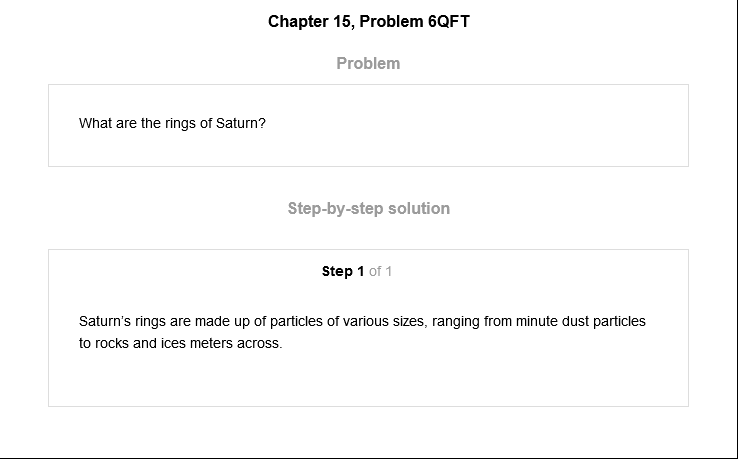 Chapter 15, Problem 6QFT
Problem
What are the rings of Saturn?
Step-by-step solution
Step 1 of 1
Saturn’s rings are made up of particles of various sizes, ranging from minute dust particles
to rocks and ices meters across.